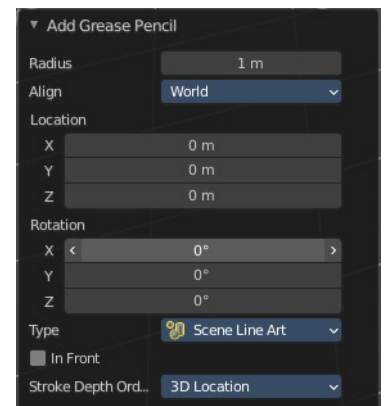 Add Grease Pencil
Radius 1 m
Align World
Location
X 0 m
Y 0 m
Z 0 m
Rotation
X 0°
Y 0°
Z 0°
Type Scene Line Art
In Front
Stroke Depth Ord... 3D Location